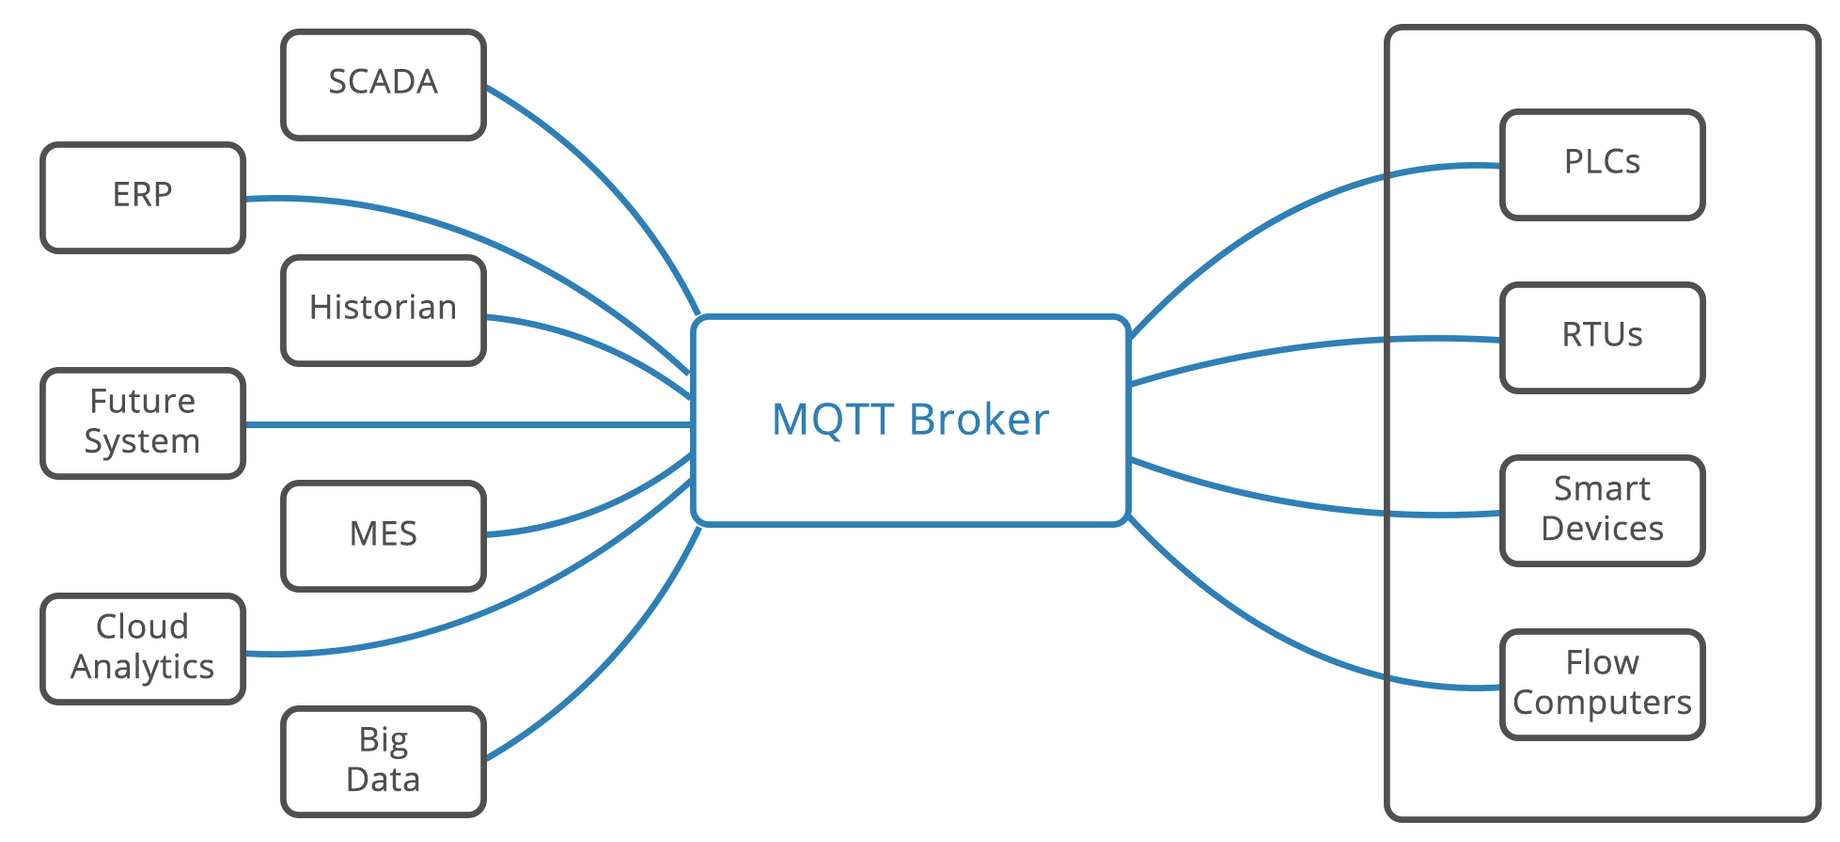 SCADA
ERP
Historian
Future
System
MES
Cloud
Analytics
Big
Data
MQTT Broker
PLCs
RTUs
Smart
Devices
Flow
Computers